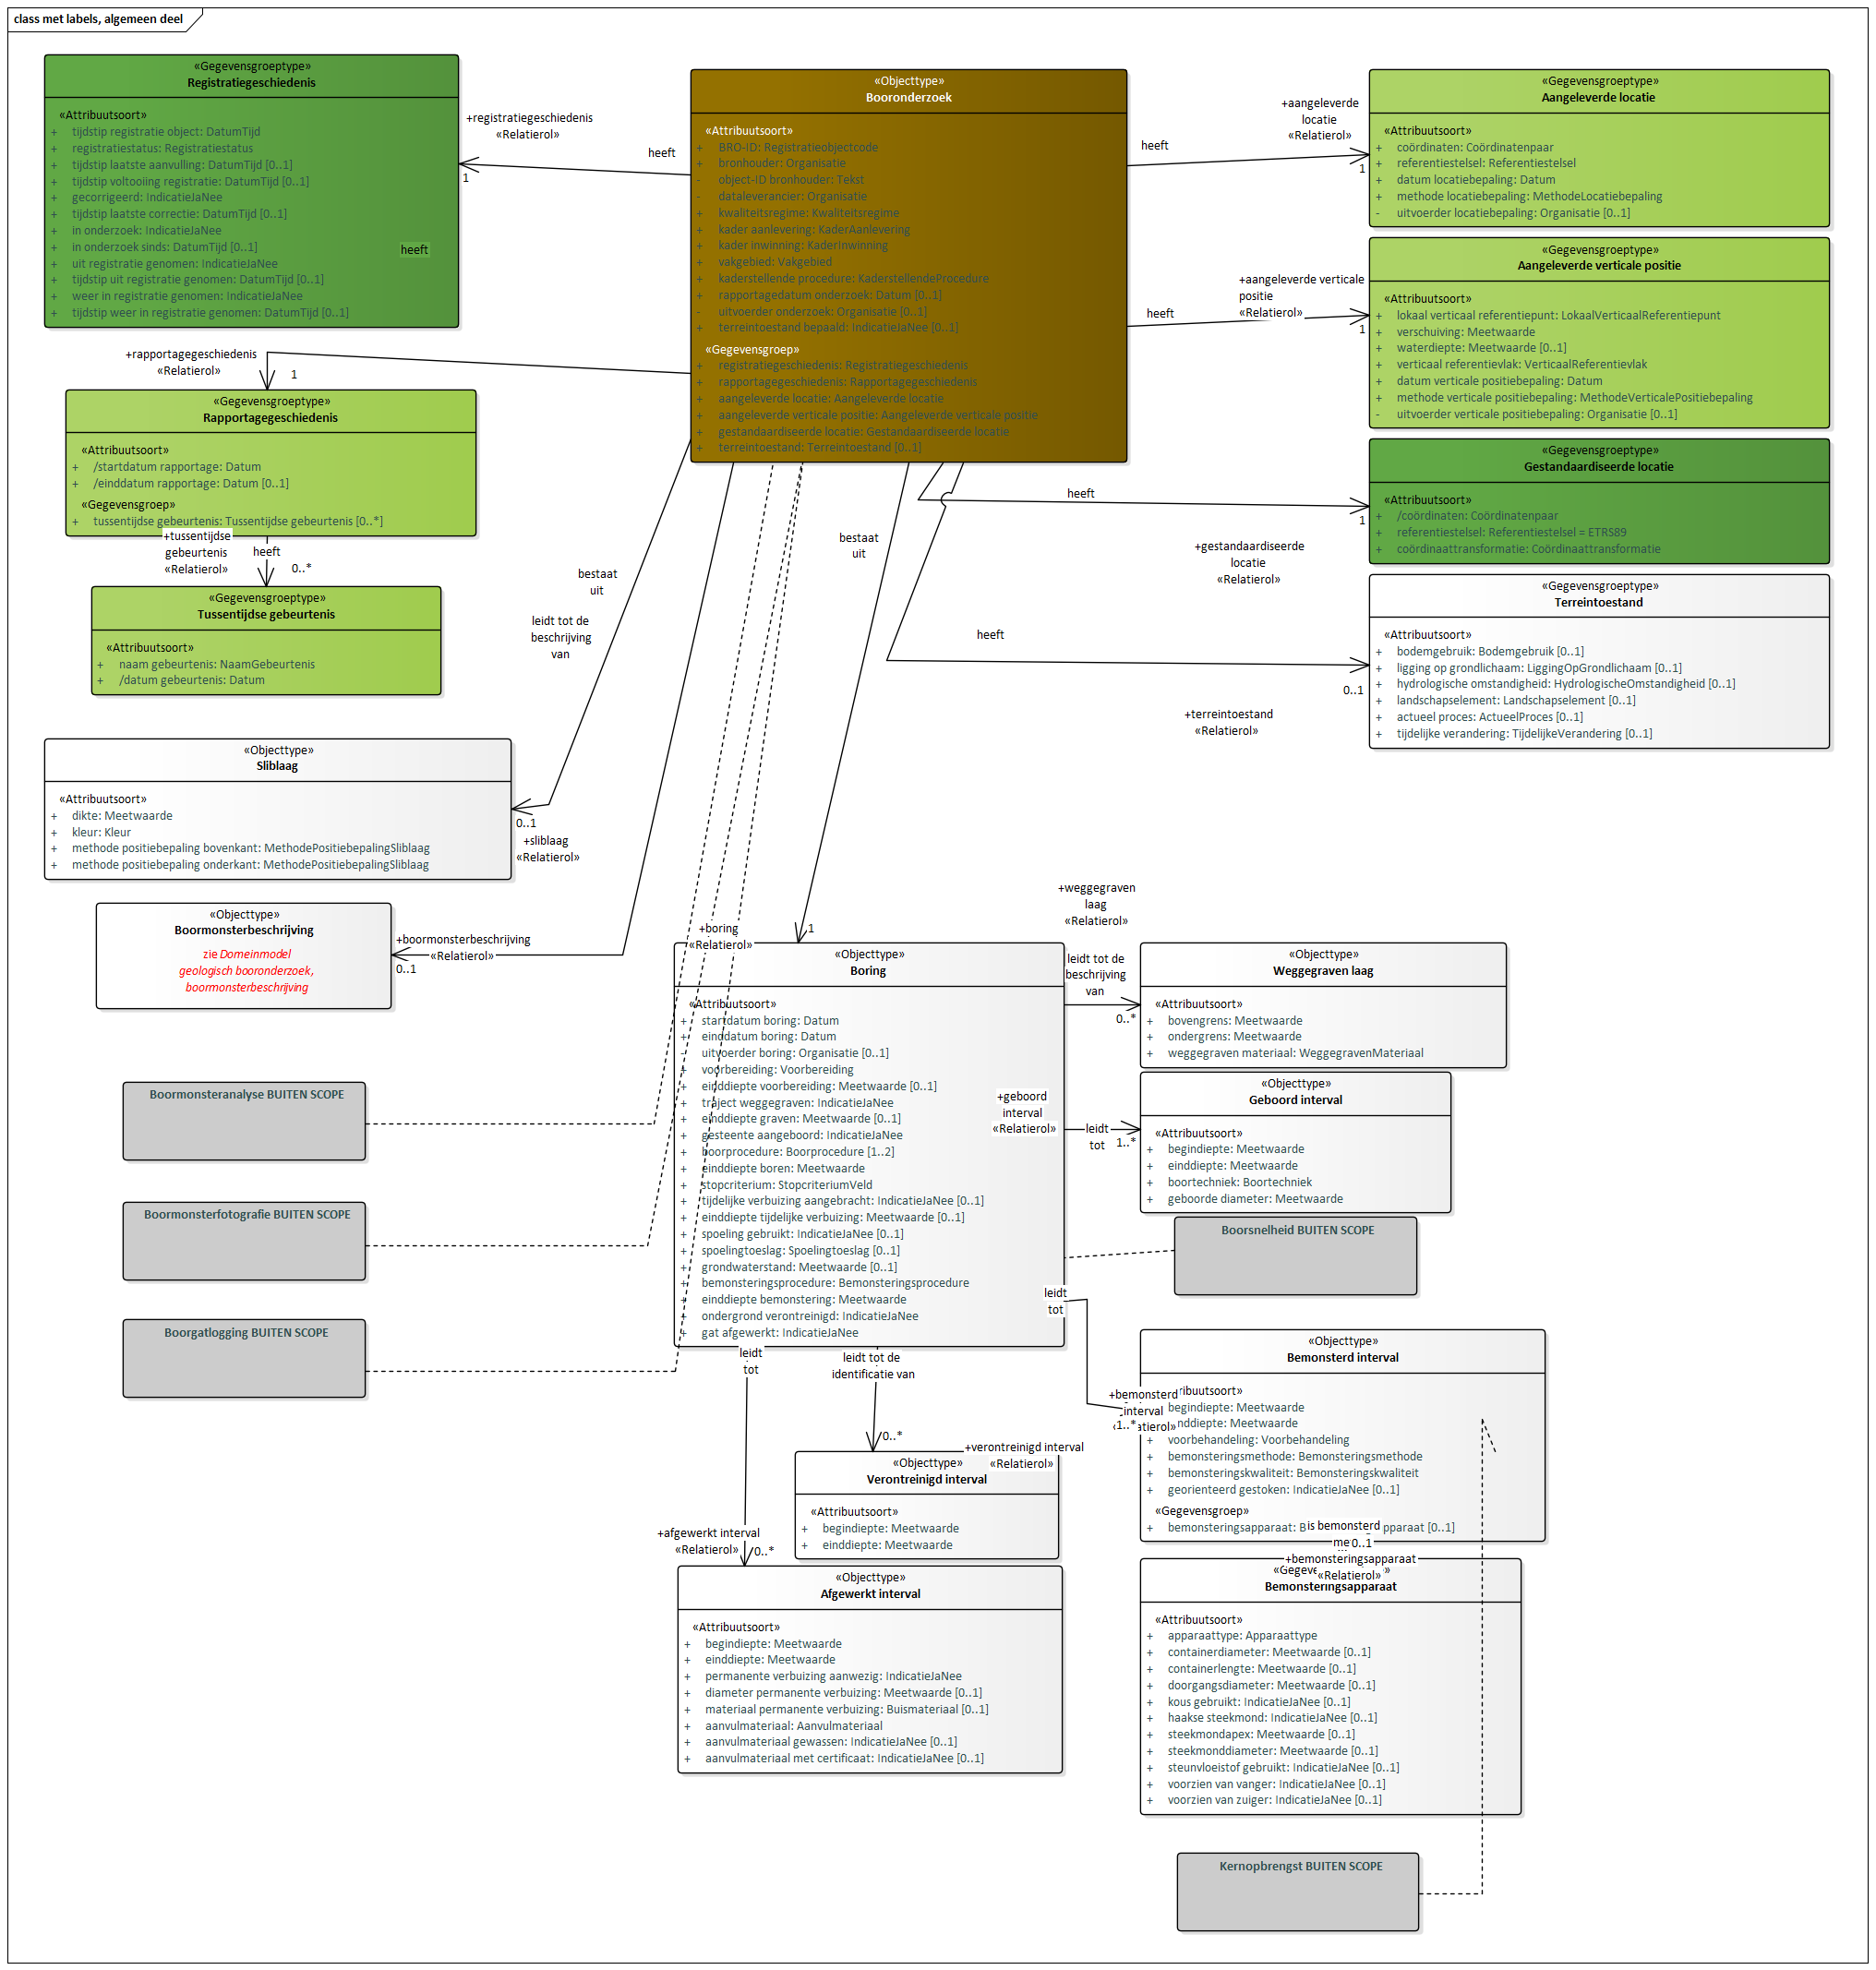 class met labels, algemeen deel
«Gegevensgroeptype»
Registratiegeschiedenis
«Attribuutsoort»
+ tijdstip registratie object: DatumTijd
+ registratiestatus: Registratiestatus
+ tijdstip laatste aanvulling: DatumTijd [0..1]
+ tijdstip voltooiing registratie: DatumTijd [0..1]
+ gecorrigeerd: IndicatieJaNee
+ tijdstip laatste correctie: DatumTijd [0..1]
+ in onderzoek: IndicatieJaNee
+ in onderzoek sinds: DatumTijd [0..1]
+ uit registratie genomen: IndicatieJaNee
+ tijdstip uit registratie genomen: DatumTijd [0..1]
+ weer in registratie genomen: IndicatieJaNee
+ tijdstip weer in registratie genomen: DatumTijd [0..1]
heeft
+registratiegeschiedenis
«Relatierol»
heeft
1
«Objecttype»
Booronderzoek
«Attribuutsoort»
+ BRO-ID: Registratieobjectcode
+ bronhouder: Organisatie
- object-ID bronhouder: Tekst
- dataleverancier: Organisatie
+ kwaliteitsregime: Kwaliteitsregime
+ kader aanlevering: KaderAanlevering
+ kader inwinning: KaderInwinning
+ vakgebied: Vakgebied
+ kaderstellende procedure: KaderstellendeProcedure
+ rapportagedatum onderzoek: Datum [0..1]
- uitvoerder onderzoek: Organisatie [0..1]
+ terreintoestand bepaald: IndicatieJaNee [0..1]
«Gegevensgroep»
+ registratiegeschiedenis: Registratiegeschiedenis
+ rapportagegeschiedenis: Rapportagegeschiedenis
+ aangeleverde locatie: Aangeleverde locatie
+ aangeleverde verticale positie: Aangeleverde verticale positie
+ gestandaardiseerde locatie: Gestandaardiseerde locatie
+ terreintoestand: Terreintoestand [0..1]
+aangeleverde
locatie
«Relatierol»
heeft
1
«Gegevensgroeptype»
Aangeleverde locatie
«Attribuutsoort»
+ coördinaten: Coördinatenpaar
+ referentiestelsel: Referentiestelsel
+ datum locatiebepaling: Datum
+ methode locatiebepaling: MethodeLocatiebepaling
- uitvoerder locatiebepaling: Organisatie [0..1]
+aangeleverde verticale
positie
«Relatierol»
heeft
1
«Gegevensgroeptype»
Aangeleverde verticale positie
«Attribuutsoort»
+ lokaal verticaal referentiepunt: LokaalVerticaalReferentiepunt
+ verschuiving: Meetwaarde
+ waterdiepte: Meetwaarde [0..1]
+ verticaal referentievlak: VerticaalReferentievlak
+ datum verticale positiebepaling: Datum
+ methode verticale positiebepaling: MethodeVerticalePositiebepaling
- uitvoerder verticale positiebepaling: Organisatie [0..1]
+rapportagegeschiedenis
«Relatierol»
1
«Gegevensgroeptype»
Rapportagegeschiedenis
«Attribuutsoort»
+ /startdatum rapportage: Datum
+ /einddatum rapportage: Datum [0..1]
«Gegevensgroep»
+ tussentijdse gebeurtenis: Tussentijdse gebeurtenis [0..*]
+tussentijdse
gebeurtenis
«Relatierol»
heeft
0..*
«Gegevensgroeptype»
Tussentijdse gebeurtenis
«Attribuutsoort»
+ naam gebeurtenis: NaamGebeurtenis
+ /datum gebeurtenis: Datum
heeft
1
+gestandaardiseerde
locatie
«Relatierol»
«Gegevensgroeptype»
Gestandaardiseerde locatie
«Attribuutsoort»
+ /coördinaten: Coördinatenpaar
+ referentiestelsel: Referentiestelsel = ETRS89
+ coördinaattransformatie: Coördinaattransformatie
heeft
0..1
+terreintoestand
«Relatierol»
«Gegevensgroeptype»
Terreintoestand
«Attribuutsoort»
+ bodemgebruik: Bodemgebruik [0..1]
+ ligging op grondlichaam: LiggingOpGrondlichaam [0..1]
+ hydrologische omstandigheid: HydrologischeOmstandigheid [0..1]
+ landschapselement: Landschapselement [0..1]
+ actueel proces: ActueelProces [0..1]
+ tijdelijke verandering: TijdelijkeVerandering [0..1]
bestaat
uit
bestaat
uit
leidt tot de
beschrijving
van
«Objecttype»
Sliblaag
«Attribuutsoort»
+ dikte: Meetwaarde
+ kleur: Kleur
+ methode positiebepaling bovenkant: MethodePositiebepalingSliblaag
+ methode positiebepaling onderkant: MethodePositiebepalingSliblaag
0..1
+sliblaag
«Relatierol»
«Objecttype»
Boormonsterbeschrijving
zie Domeinmodel
geologisch booronderzoek,
boormonsterbeschrijving
+boormonsterbeschrijving
«Relatierol»
0..1
+boring
«Relatierol»
1
«Objecttype»
Boring
«Attribuutsoort»
+ startdatum boring: Datum
+ einddatum boring: Datum
- uitvoerder boring: Organisatie [0..1]
+ voorbereiding: Voorbereiding
+ einddiepte voorbereiding: Meetwaarde [0..1]
+ traject weggegraven: IndicatieJaNee
+ einddiepte graven: Meetwaarde [0..1]
+ gesteente aangeboord: IndicatieJaNee
+ boorprocedure: Boorprocedure [1..2]
+ einddiepte boren: Meetwaarde
+ stopcriterium: StopcriteriumVeld
+ tijdelijke verbuizing aangebracht: IndicatieJaNee [0..1]
+ einddiepte tijdelijke verbuizing: Meetwaarde [0..1]
+ spoeling gebruikt: IndicatieJaNee [0..1]
+ spoelingtoeslag: Spoelingtoeslag [0..1]
+ grondwaterstand: Meetwaarde [0..1]
+ bemonsteringsprocedure: Bemonsteringsprocedure
+ einddiepte bemonstering: Meetwaarde
+ ondergrond verontreinigd: IndicatieJaNee
+ gat afgewerkt: IndicatieJaNee
+weggegraven
laag
«Relatierol»
leidt tot de
beschrijving
van
0..*
«Objecttype»
Weggegraven laag
«Attribuutsoort»
+ bovengrens: Meetwaarde
+ ondergrens: Meetwaarde
+ weggegraven materiaal: WeggegravenMateriaal
+geboord
interval
«Relatierol»
leidt
tot
1..*
«Objecttype»
Geboord interval
«Attribuutsoort»
+ begindiepte: Meetwaarde
+ einddiepte: Meetwaarde
+ boortechniek: Boortechniek
+ geboorde diameter: Meetwaarde
Boormonsteranalyse BUITEN SCOPE
Boormonsterfotografie BUITEN SCOPE
Boorgatlogging BUITEN SCOPE
Boorsnelheid BUITEN SCOPE
leidt
tot
+bemonsterd
interval
1..*
«Objecttype»
Bemonsterd interval
begindiepte: Meetwaarde
Meetwaarde
+ voorbehandeling: Voorbehandeling
+ bemonsteringsmethode: Bemonsteringsmethode
+ bemonsteringskwaliteit: Bemonsteringskwaliteit
+ georienteerd gestoken: IndicatieJaNee [0..1]
«Gegevensgroep»
+ bemonsteringsapparaat: [0..1]
is bemonsterd
0..1
+bemonsteringsapparaat
«Relatierol»
Bemonsteringsapparaat
«Attribuutsoort»
+ apparaattype: Apparaattype
+ containerdiameter: Meetwaarde [0..1]
+ containerlengte: Meetwaarde [0..1]
+ doorgangsdiameter: Meetwaarde [0..1]
+ kous gebruikt: IndicatieJaNee [0..1]
+ haakse steekmond: IndicatieJaNee [0..1]
+ steekmondapex: Meetwaarde [0..1]
+ steekmonddiameter: Meetwaarde [0..1]
+ steunvloeistof gebruikt: IndicatieJaNee [0..1]
+ voorzien van vanger: IndicatieJaNee [0..1]
+ voorzien van zuiger: IndicatieJaNee [0..1]
leidt
tot
leidt tot de
identificatie van
0..*
+verontreinigd interval
«Relatierol»
«Objecttype»
Verontreinigd interval
«Attribuutsoort»
+ begindiepte: Meetwaarde
+ einddiepte: Meetwaarde
+afgewerkt interval
«Relatierol»
0..*
«Objecttype»
Afgewerkt interval
«Attribuutsoort»
+ begindiepte: Meetwaarde
+ einddiepte: Meetwaarde
+ permanente verbuizing aanwezig: IndicatieJaNee
+ diameter permanente verbuizing: Meetwaarde [0..1]
+ materiaal permanente verbuizing: Buismateriaal [0..1]
+ aanvulmateriaal: Aanvulmateriaal
+ aanvulmateriaal gewassen: IndicatieJaNee [0..1]
+ aanvulmateriaal met certificaat: IndicatieJaNee [0..1]
Kernopbrengst BUITEN SCOPE